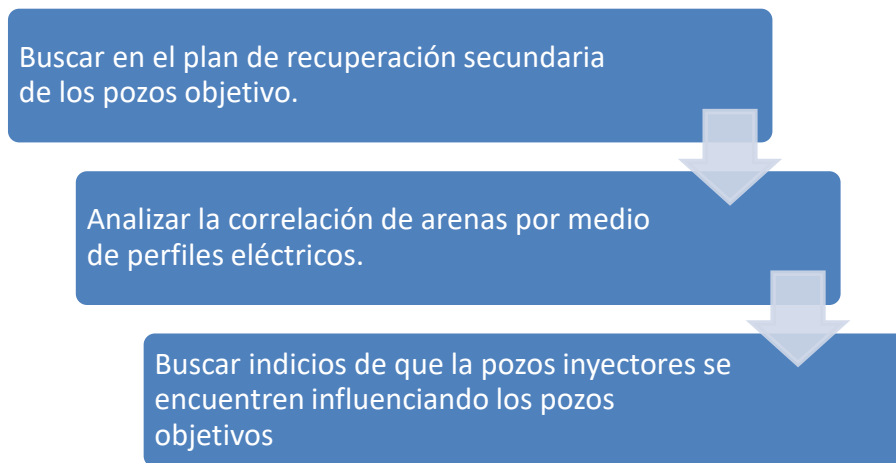 Buscar en el plan de recuperación secundaria
de los pozos objetivo.
Analizar la correlación de arenas por medio
de perfiles eléctricos.
Buscar indicios de que la pozos inyectores se
encuentren influenciando los pozos
objetivos